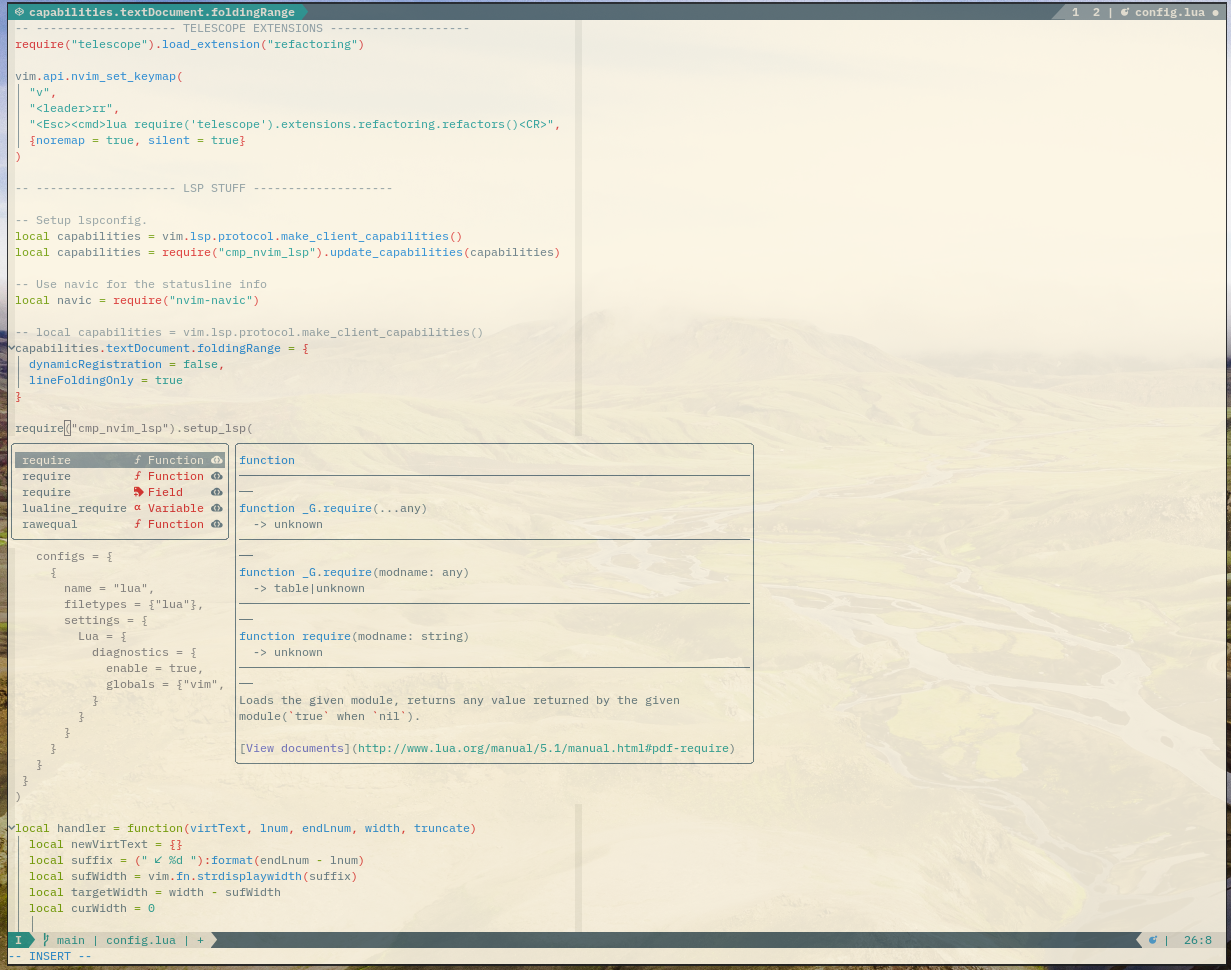 capabilities.textDocument.foldingRange
1 2 | config.lua ●
-- -------------------- TELESCOPE EXTENSIONS --------------------
require("telescope").load_extension("refactoring")
vim.api.nvim_set_keymap(
"v",
"<leader>rr",
"<Esc><cmd>lua require('telescope').extensions.refactoring.refactors()<CR>",
{noremap = true, silent = true}
)
-- -------------------- LSP STUFF --------------------
-- Setup lspconfig.
local capabilities = vim.lsp.protocol.make_client_capabilities()
local capabilities = require("cmp_nvim_lsp").update_capabilities(capabilities)
-- Use navic for the statusline info
local navic = require("nvim-navic")
-- local capabilities = vim.lsp.protocol.make_client_capabilities()
capabilities.textDocument.foldingRange = {
dynamicRegistration = false,
lineFoldingOnly = true
}
require("cmp_nvim_lsp").setup_lsp(
require ƒ Function
require ƒ Function
require Field
lualine_require α Variable
rawequal ƒ Function
function
function _G.require(...any)
-> unknown
function _G.require(modname: any)
-> table|unknown
function require(modname: string)
-> unknown
Loads the given module, returns any value returned by the given
module(`true` when `nil`).
[View documents](http://www.lua.org/manual/5.1/manual.html#pdf-require)
configs = {
{
name = "lua",
filetypes = {"lua"},
settings = {
Lua = {
diagnostics = {
enable = true,
globals = {"vim",
}
}
}
}
}
}
)
local handler = function(virtText, lnum, endLnum, width, truncate)
local newVirtText = {}
local suffix = (" ↙ %d "):format(endLnum - lnum)
local sufWidth = vim.fn.strdisplaywidth(suffix)
local targetWidth = width - sufWidth
local curWidth = 0
I main | config.lua | +
| 26:8
-- INSERT --